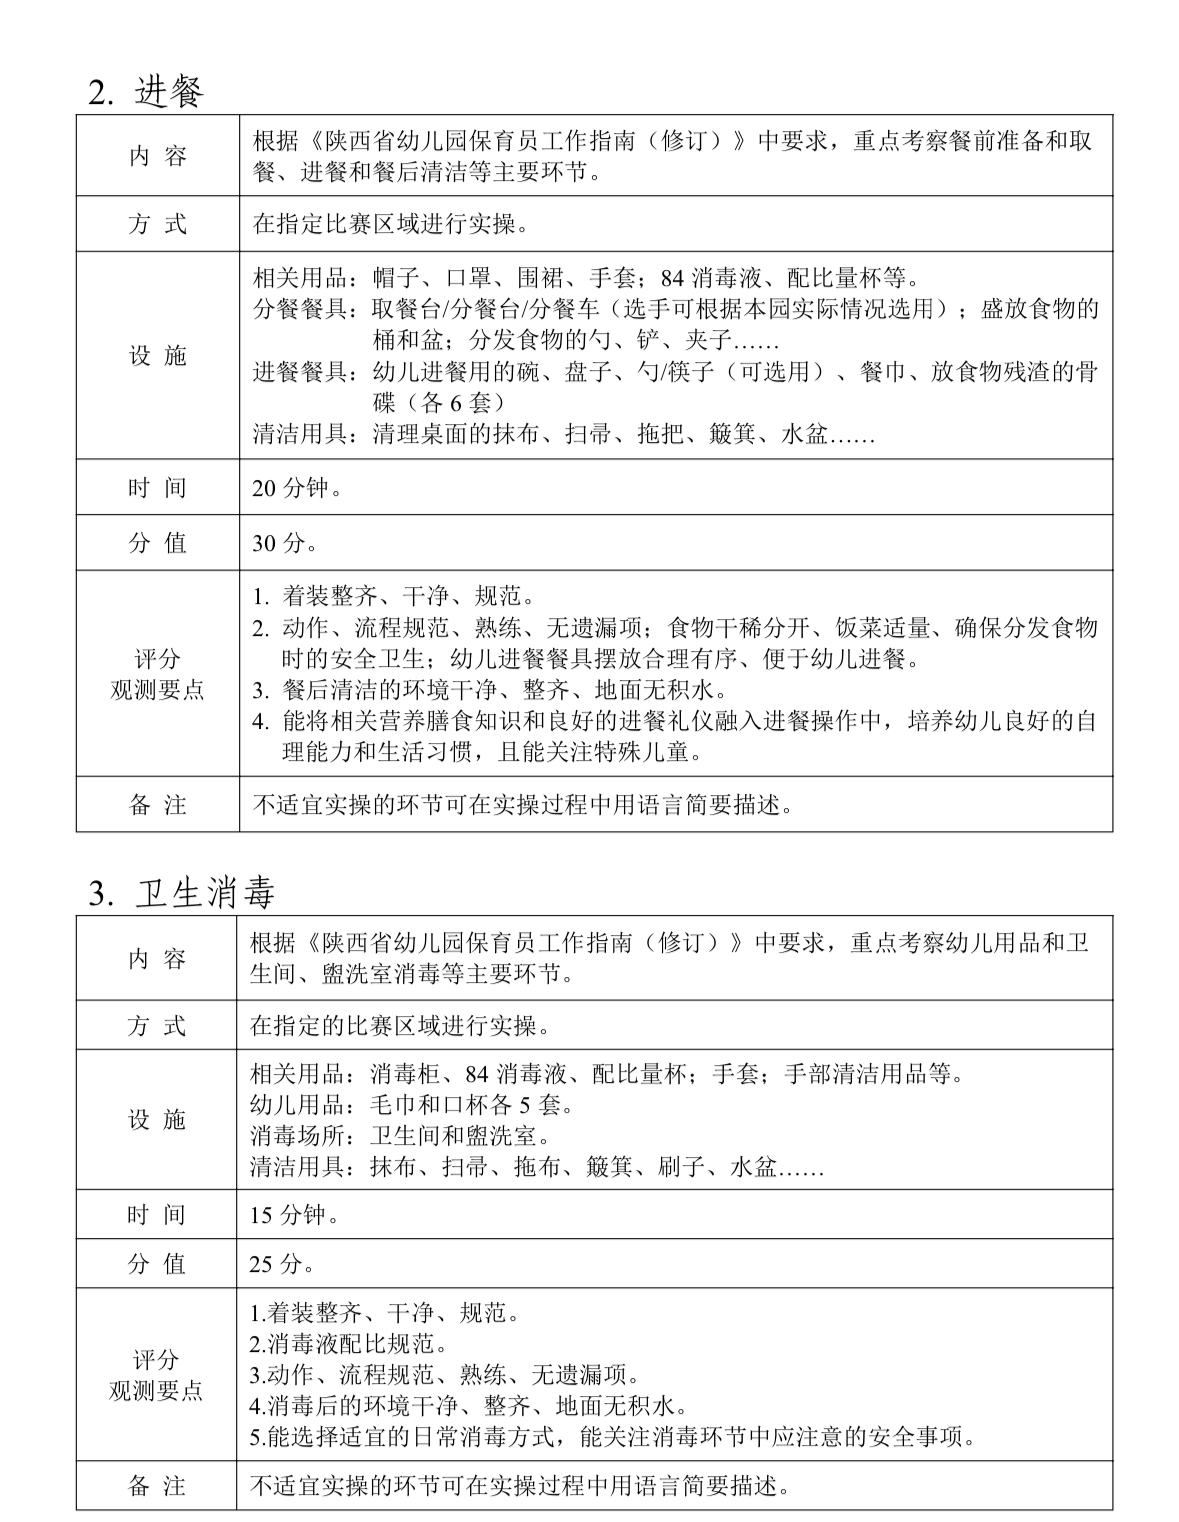 2. 进餐
内 容
根据《陕西省幼儿园保育员工作指南（修订）》中要求，重点考察餐前准备和取
餐、进餐和餐后清洁等主要环节。
方 式
在指定比赛区域进行实操。
设 施
相关用品：帽子、口罩、围裙、手套；84 消毒液、配比量杯等。
分餐餐具：取餐台/分餐台/分餐车（选手可根据本园实际情况选用）；盛放食物的
桶和盆；分发食物的勺、铲、夹子……
进餐餐具：幼儿进餐用的碗、盘子、勺/筷子（可选用）、餐巾、放食物残渣的骨
碟（各 6 套）
清洁用具：清理桌面的抹布、扫帚、拖把、簸箕、水盆……
时 间
20 分钟。
分 值
30 分。
评分
观测要点
1. 着装整齐、干净、规范。
2. 动作、流程规范、熟练、无遗漏项；食物干稀分开、饭菜适量、确保分发食物
时的安全卫生；幼儿进餐餐具摆放合理有序、便于幼儿进餐。
3. 餐后清洁的环境干净、整齐、地面无积水。
4. 能将相关营养膳食知识和良好的进餐礼仪融入进餐操作中，培养幼儿良好的自
理能力和生活习惯，且能关注特殊儿童。
备 注
不适宜实操的环节可在实操过程中用语言简要描述。
3. 卫生消毒
内 容
根据《陕西省幼儿园保育员工作指南（修订）》中要求，重点考察幼儿用品和卫
生间、盥洗室消毒等主要环节。
方 式
在指定的比赛区域进行实操。
设 施
相关用品：消毒柜、84 消毒液、配比量杯；手套；手部清洁用品等。
幼儿用品：毛巾和口杯各 5 套。
消毒场所：卫生间和盥洗室。
清洁用具：抹布、扫帚、拖布、簸箕、刷子、水盆……
时 间
15 分钟。
分 值
25 分。
评分
观测要点
1.着装整齐、干净、规范。
2.消毒液配比规范。
3.动作、流程规范、熟练、无遗漏项。
4.消毒后的环境干净、整齐、地面无积水。
5.能选择适宜的日常消毒方式，能关注消毒环节中应注意的安全事项。
备 注
不适宜实操的环节可在实操过程中用语言简要描述。